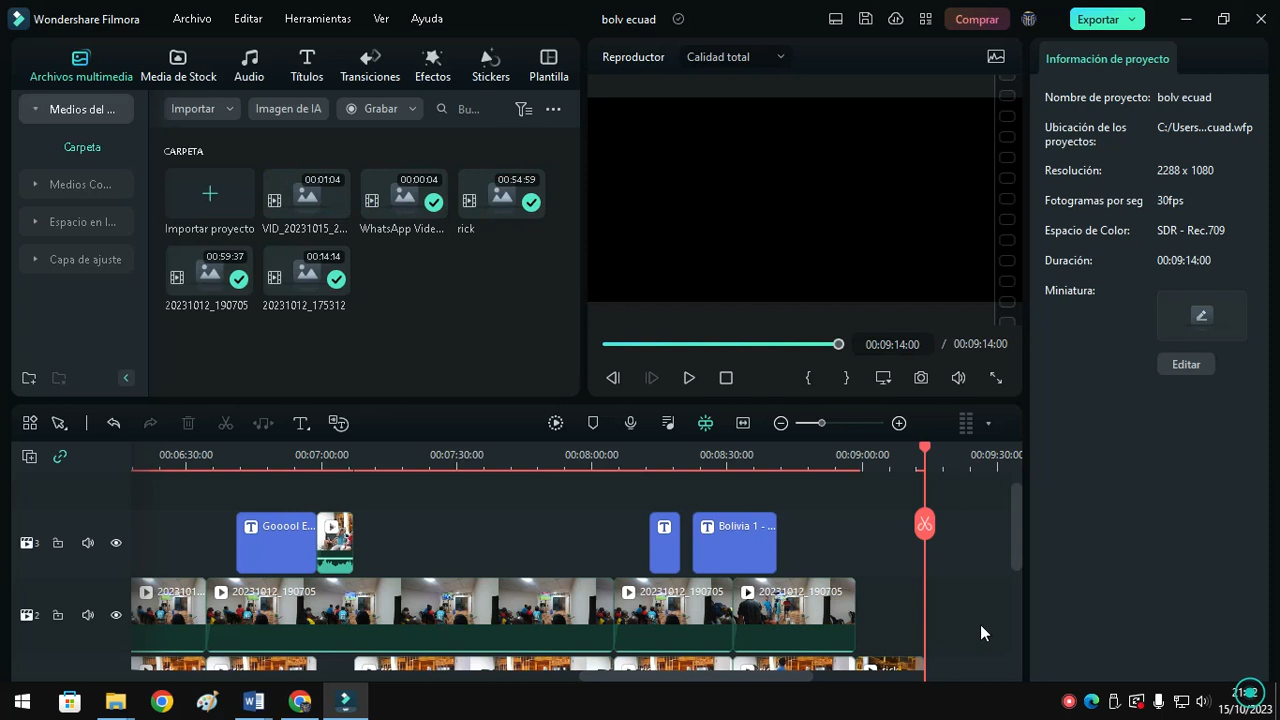 Wondershare Filmora
Archivo
Editar
Herramientas
Ver
Ayuda
bolv ecuad
Comprar
Exportar
Archivos multimedia
Media de Stock
Audio
Títulos
Transiciones
Efectos
Stickers
Plantilla
Medios del ...
Carpeta
Medios Co...
Espacio en l...
Capa de ajuste
Importar
Imagen de IA
Grabar
Bu...
CARPETA
Importar proyecto
00:01:04
00:00:04
WhatsApp Vide...
00:54:59
00:59:37
20231012_190705
00:14:14
20231012_175312
Reproductor
Calidad total
00:09:14:00 / 00:09:14:00
Información de proyecto
Nombre de proyecto: bolv ecuad
Ubicación de los proyectos: C:/Users...cuad.wfp
Resolución: 2288 x 1080
Fotogramas por seg 30fps
Espacio de Color: SDR - Rec.709
Duración: 00:09:14:00
Miniatura:
Editar
00:06:30:00
00:07:00:00
00:07:30:00
00:08:00:00
00:08:30:00
00:09:00:00
00:09:30:00
3
Gooool E...
Bolivia 1 - ...
2
2023101...
20231012_190705
20231012_190705
20231012_190705
15/10/2023